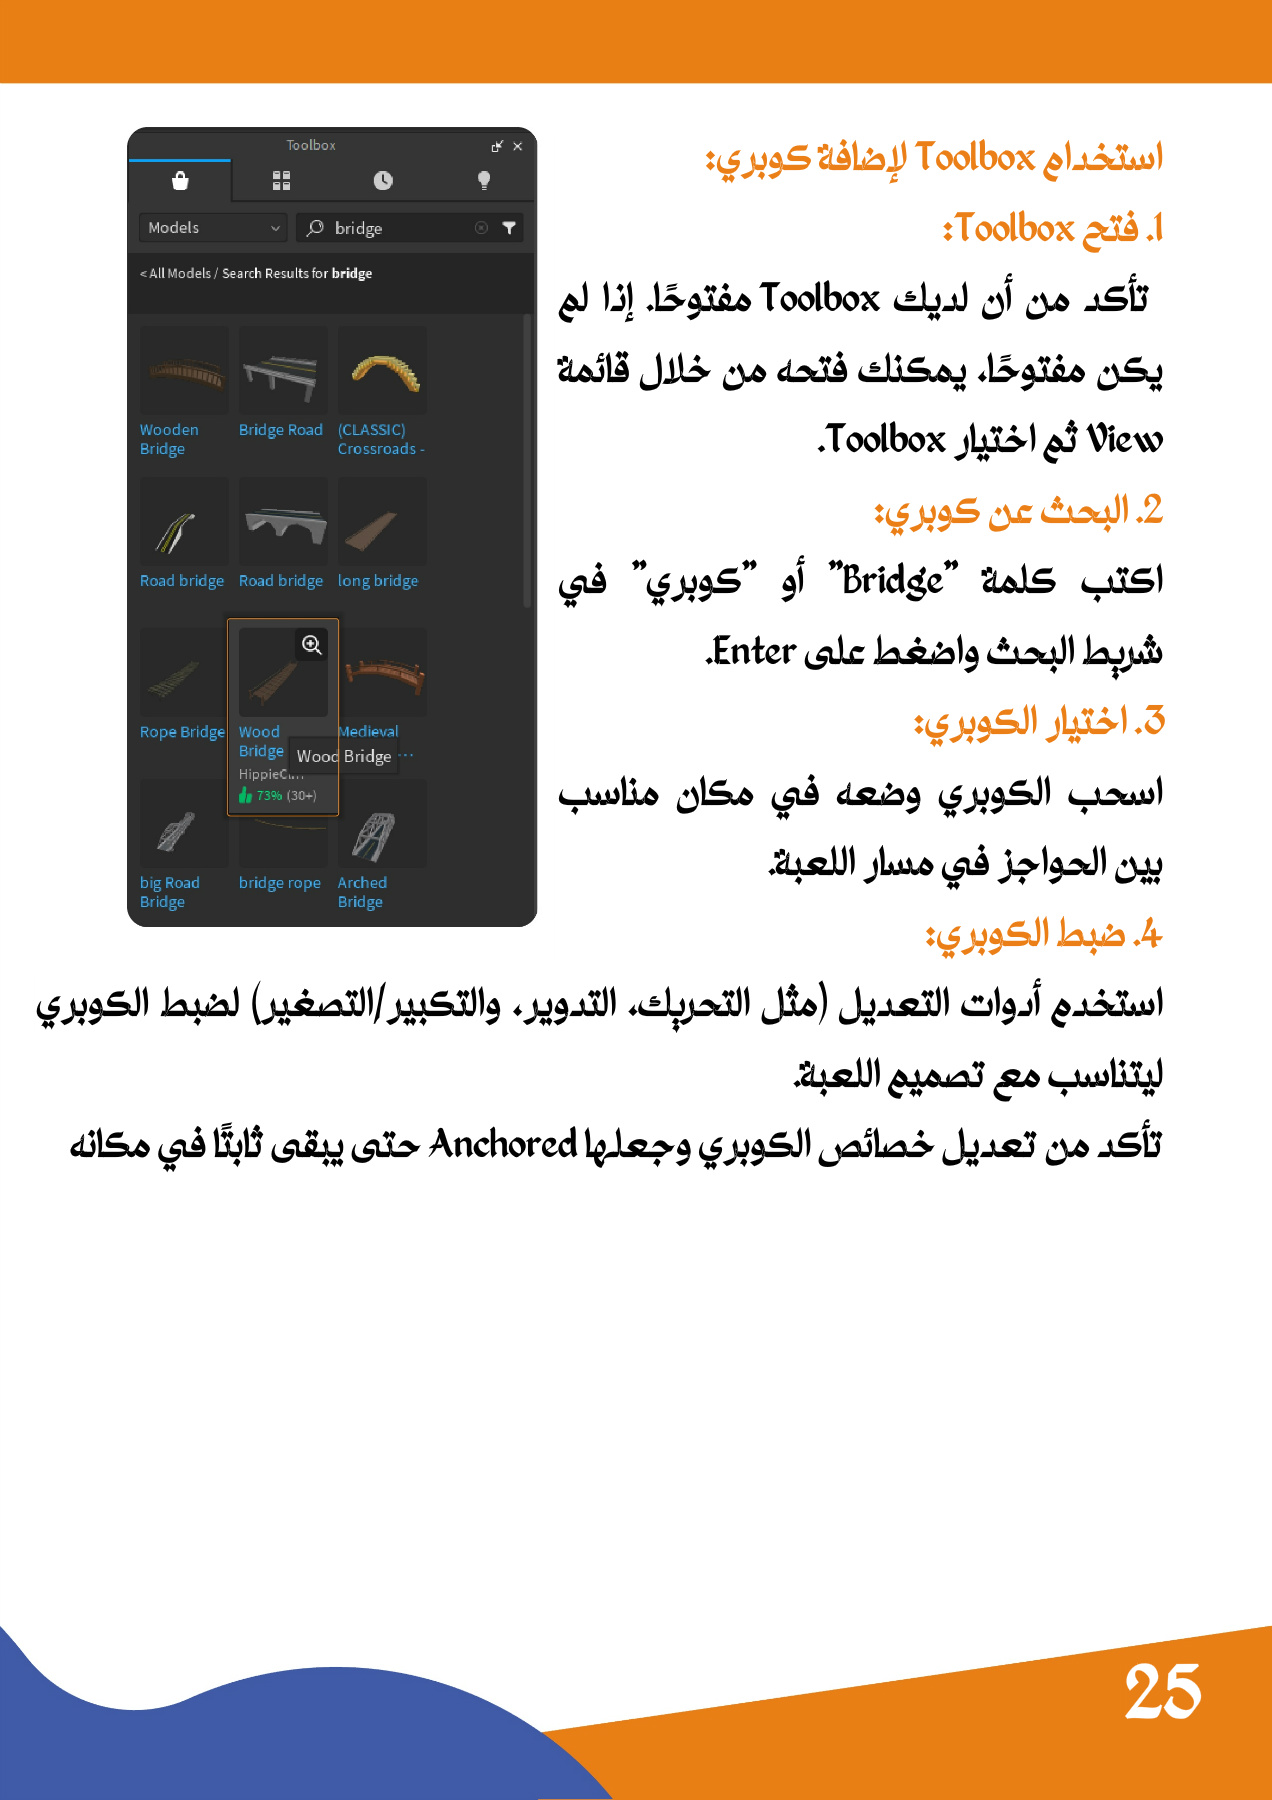 استخدام Toolbox لإضافة كوبري:
1. فتح Toolbox:
تأكد من أن لديك Toolbox مفتوحًا. إذا لم
يكن مفتوحًا، يمكنك فتحه من خلال قائمة
View ثم اختيار Toolbox.
2. البحث عن كوبري:
اكتب كلمة "Bridge" أو "كوبري" في
شريط البحث واضغط على Enter.
3. اختيار الكوبري:
اسحب الكوبري وضعه في مكان مناسب
بين الحواجز في مسار اللعبة.
4. ضبط الكوبري:
استخدم أدوات التعديل (مثل التحريك، التدوير، والتكبير/التصغير) لضبط الكوبري
ليتناسب مع تصميم اللعبة.
تأكد من تعديل خصائص الكوبري وجعلها Anchored حتى يبقى ثابتًا في مكانه
Toolbox
Models
bridge
< All Models / Search Results for bridge
Wooden
Bridge
Bridge Road
(CLASSIC)
Crossroads -
Road bridge
Road bridge
long bridge
Rope Bridge
Wood
Bridge
73% (30+)
Medieval
...
Wood Bridge
big Road
Bridge
bridge rope
Arched
Bridge
25